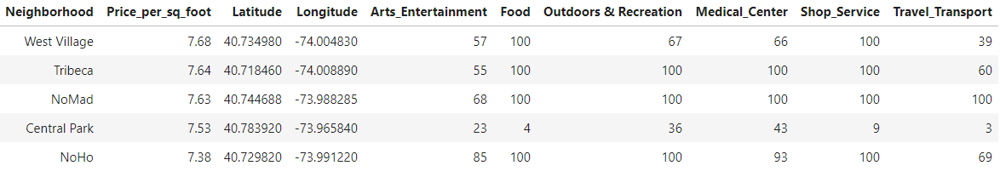 Neighborhood Price_per_sq_foot Latitude Longitude Arts_Entertainment Food Outdoors & Recreation Medical_Center Shop_Service Travel_Transport
West Village 7.68 40.734980 -74.004830 57 100 67 66 100 39
Tribeca 7.64 40.718460 -74.008890 55 100 100 100 100 60
NoMad 7.63 40.744688 -73.988285 68 100 100 100 100 100
Central Park 7.53 40.783920 -73.965840 23 4 36 43 9 3
NoHo 7.38 40.729820 -73.991220 85 100 100 93 100 69